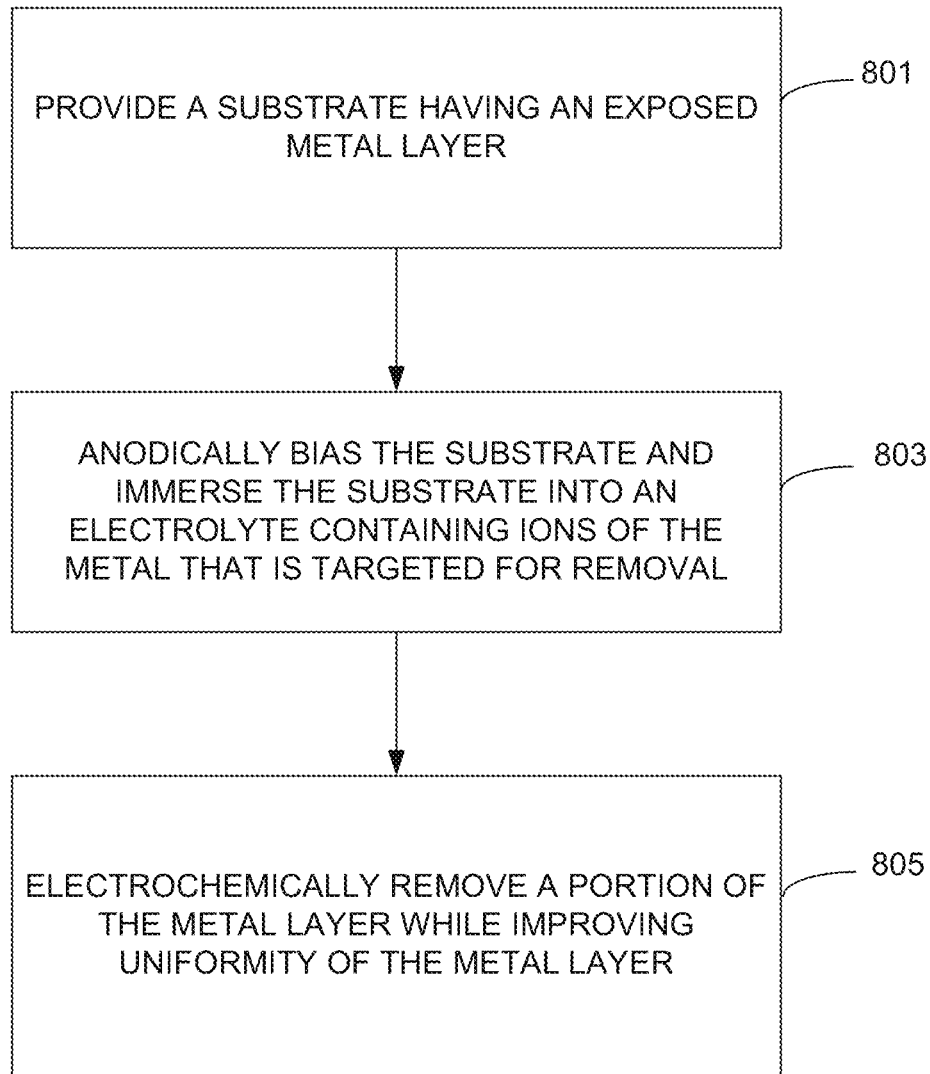 PROVIDE A SUBSTRATE HAVING AN EXPOSED
METAL LAYER
801
ANODICALLY BIAS THE SUBSTRATE AND
IMMERSE THE SUBSTRATE INTO AN
ELECTROLYTE CONTAINING IONS OF THE
METAL THAT IS TARGETED FOR REMOVAL
803
ELECTROCHEMICALLY REMOVE A PORTION OF
THE METAL LAYER WHILE IMPROVING
UNIFORMITY OF THE METAL LAYER
805